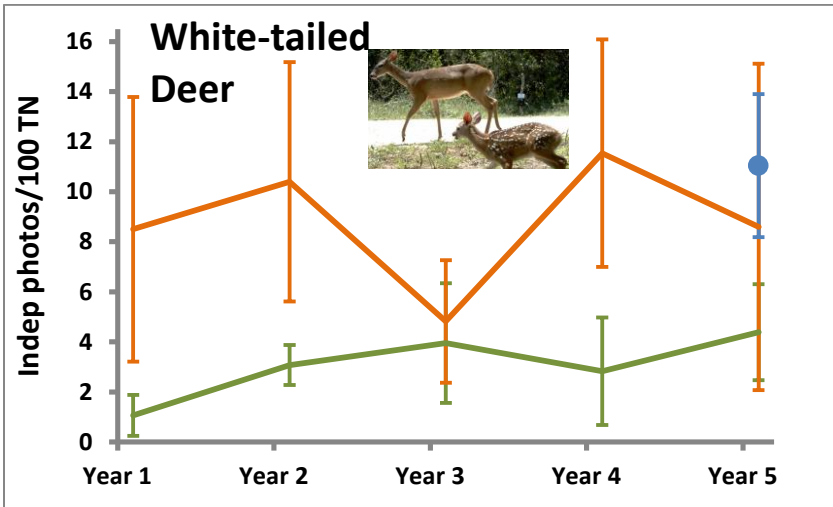 White-tailed
Deer
Indep photos/100 TN
16
14
12
10
8
6
4
2
0
Year 1
Year 2
Year 3
Year 4
Year 5